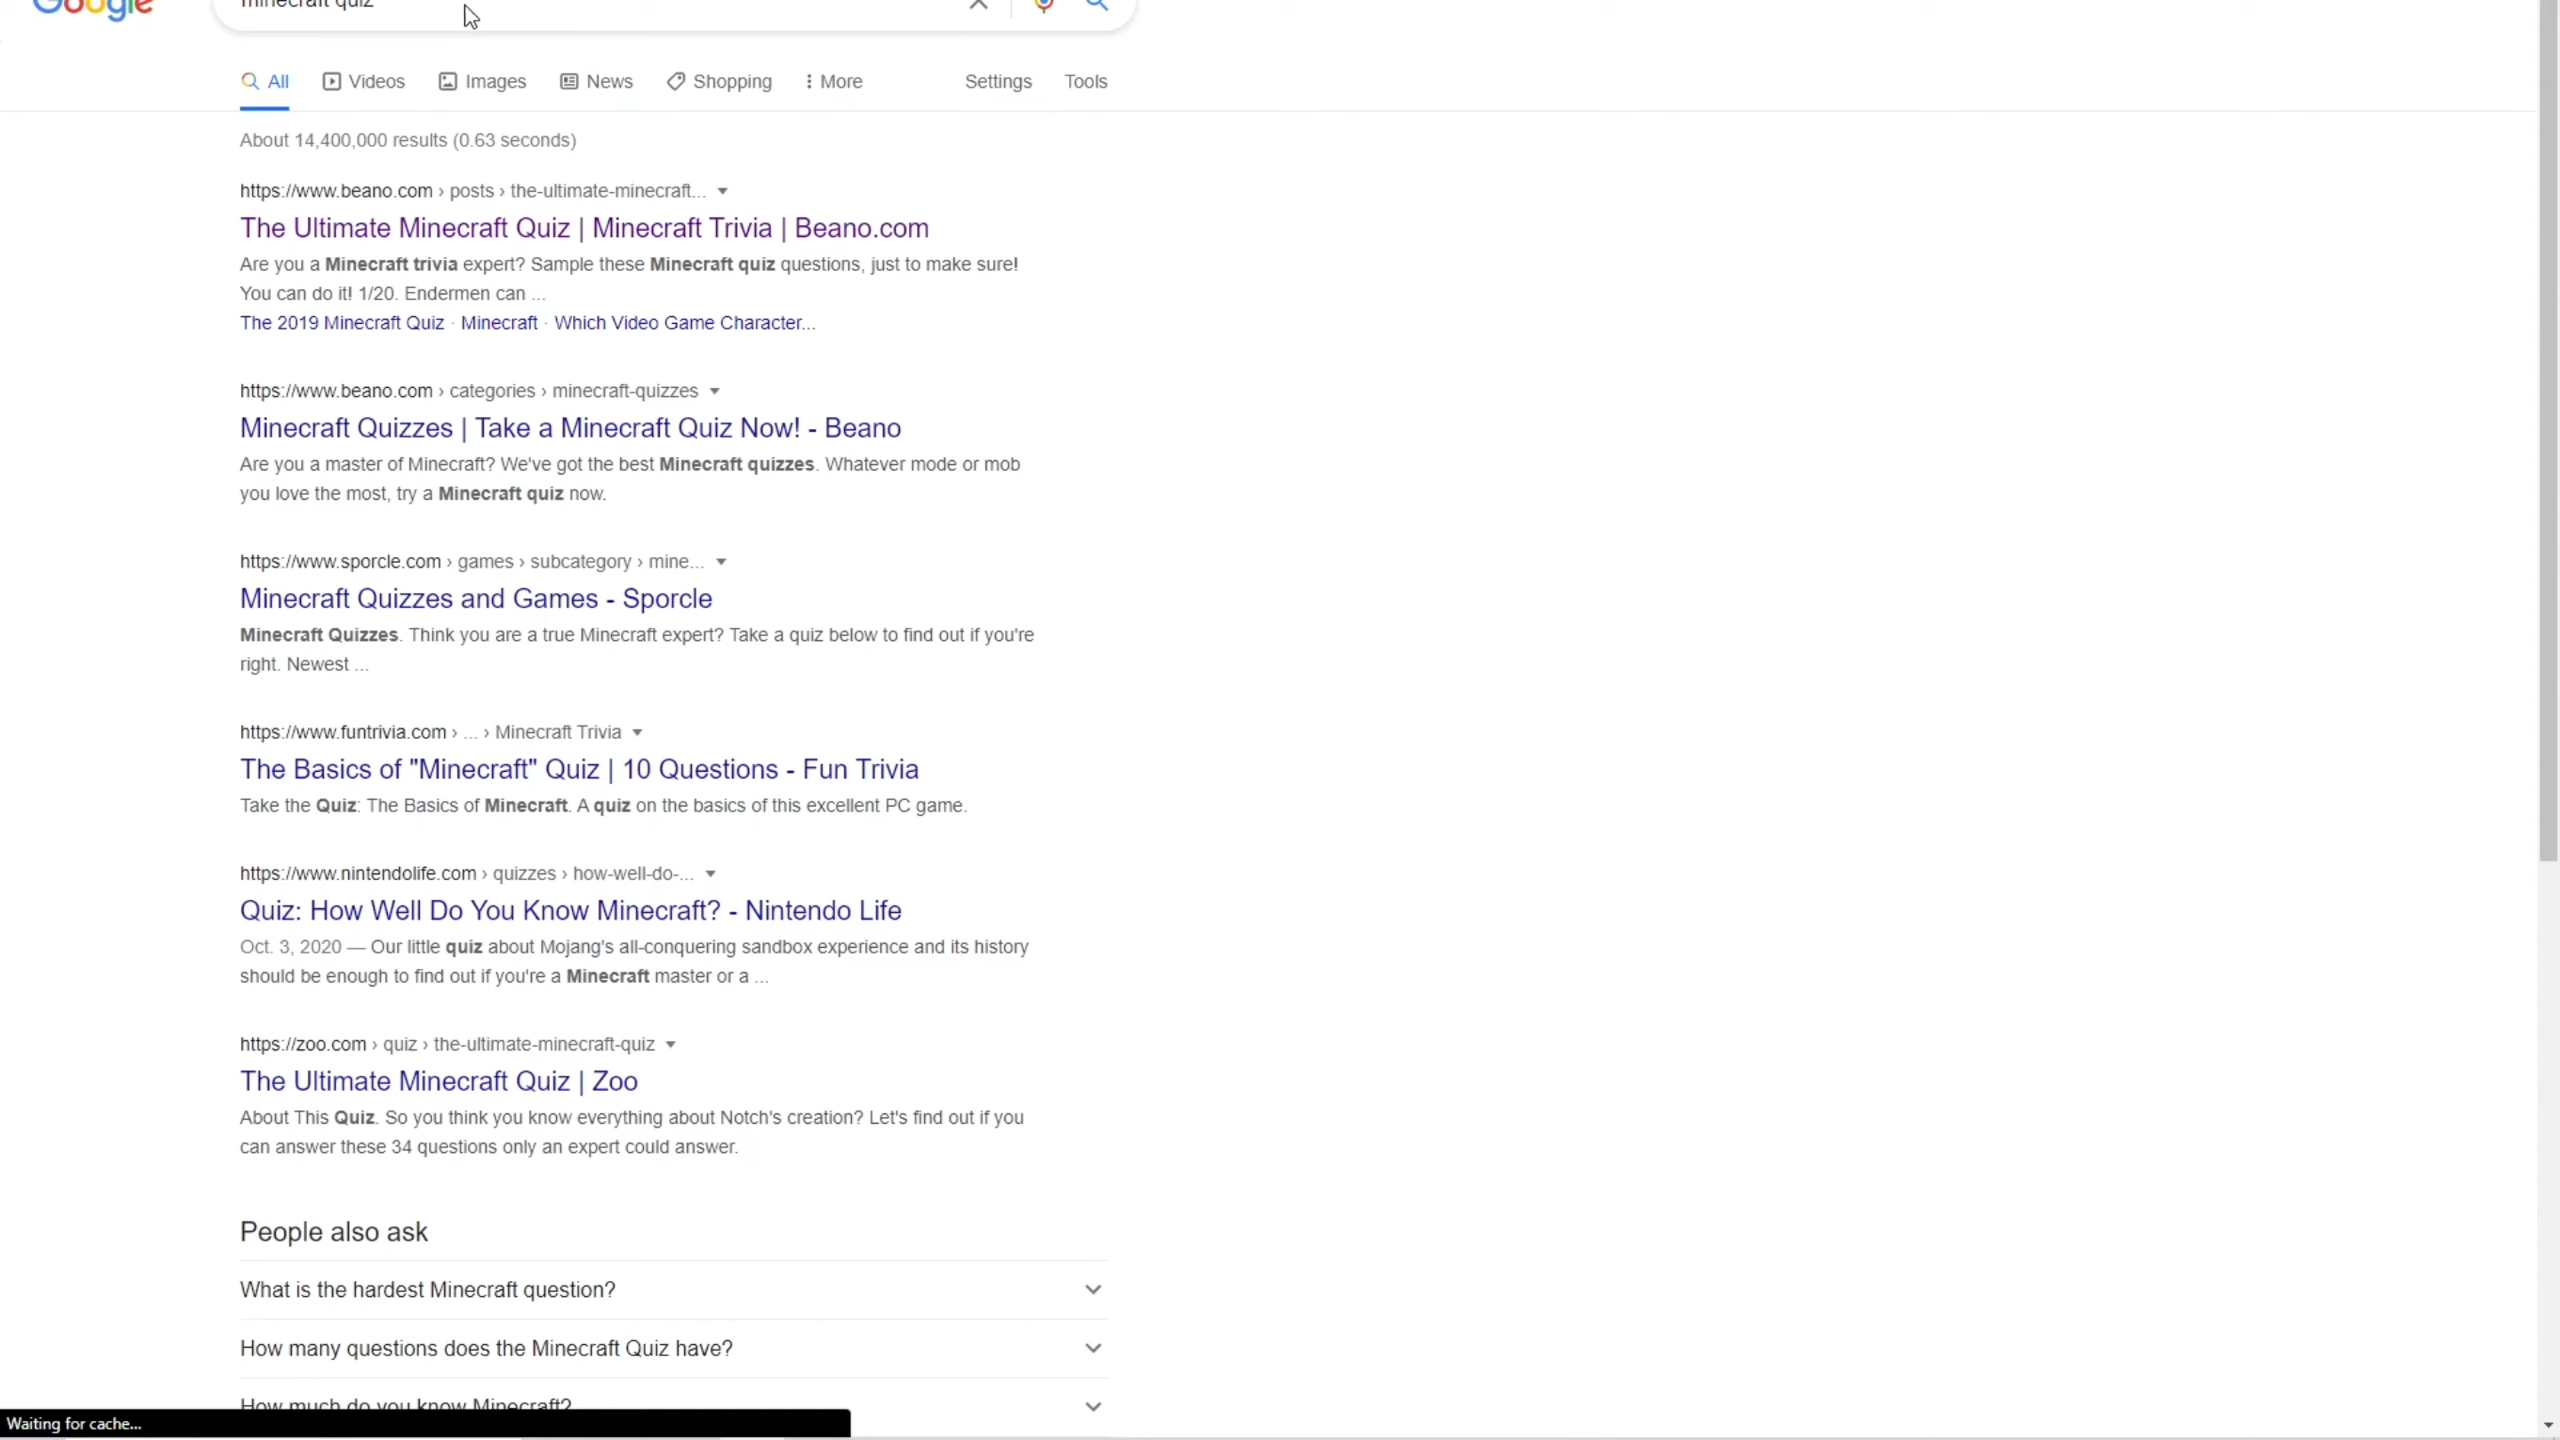 Google
minecraft quiz
All Videos Images News Shopping More Settings Tools
About 14,400,000 results (0.63 seconds)
https://www.beano.com › posts › the-ultimate-minecraft...
The Ultimate Minecraft Quiz | Minecraft Trivia | Beano.com
Are you a Minecraft trivia expert? Sample these Minecraft quiz questions, just to make sure!
You can do it! 1/20. Endermen can ...
The 2019 Minecraft Quiz · Minecraft · Which Video Game Character...
https://www.beano.com › categories › minecraft-quizzes
Minecraft Quizzes | Take a Minecraft Quiz Now! - Beano
Are you a master of Minecraft? We've got the best Minecraft quizzes. Whatever mode or mob
you love the most, try a Minecraft quiz now.
https://www.sporcle.com › games › subcategory › mine...
Minecraft Quizzes and Games - Sporcle
Minecraft Quizzes. Think you are a true Minecraft expert? Take a quiz below to find out if you're
right. Newest ...
https://www.funtrivia.com › ... › Minecraft Trivia
The Basics of "Minecraft" Quiz | 10 Questions - Fun Trivia
Take the Quiz: The Basics of Minecraft. A quiz on the basics of this excellent PC game.
https://www.nintendolife.com › quizzes › how-well-do-...
Quiz: How Well Do You Know Minecraft? - Nintendo Life
Oct. 3, 2020 — Our little quiz about Mojang's all-conquering sandbox experience and its history
should be enough to find out if you're a Minecraft master or a ...
https://zoo.com › quiz › the-ultimate-minecraft-quiz
The Ultimate Minecraft Quiz | Zoo
About This Quiz. So you think you know everything about Notch's creation? Let's find out if you
can answer these 34 questions only an expert could answer.
People also ask
What is the hardest Minecraft question?
How many questions does the Minecraft Quiz have?
How much do you know Minecraft?
Waiting for cache...